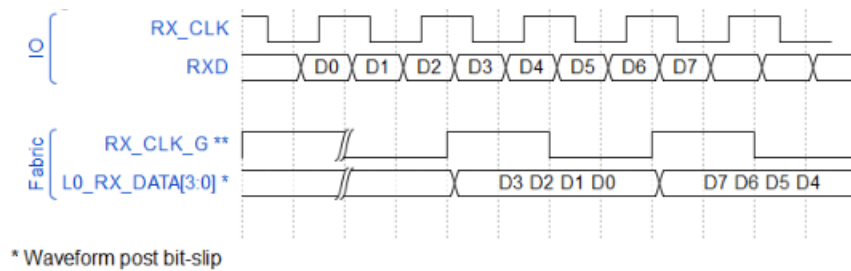 IO
RX_CLK
RXD D0 D1 D2 D3 D4 D5 D6 D7
Fabric
RX_CLK_G **
L0_RX_DATA[3:0] * D3 D2 D1 D0 D7 D6 D5 D4
* Waveform post bit-slip